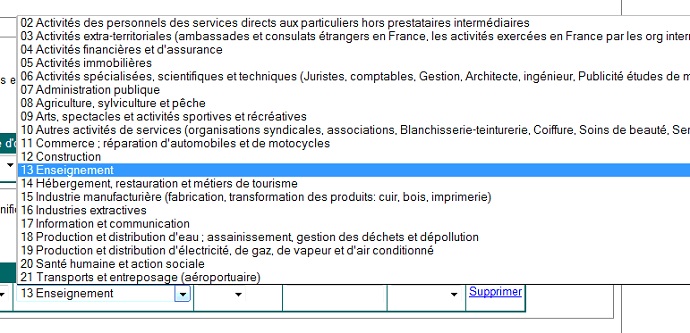 02 Activités des personnels des services directs aux particuliers hors prestataires intermédiaires
03 Activités extra-territoriales (ambassades et consulats étrangers en France, les activités exercées en France par les org
04 Activités financières et d'assurance
05 Activités immobilières
06 Activités spécialisées, scientifiques et techniques (Juristes, comptables, Gestion, Architecte, ingénieur, Publicité études de
07 Administration publique
08 Agriculture, sylviculture et pêche
09 Arts, spectacles et activités sportives et récréatives
10 Autres activités de services (organisations syndicales, associations, Blanchisserie-teinturerie, Coiffure, Soins de beauté,
11 Commerce ; réparation d'automobiles et de motocycles
12 Construction
13 Enseignement
14 Hébergement, restauration et métiers de tourisme
15 Industrie manufacturière (fabrication, transformation des produits: cuir, bois, imprimerie)
16 Industries extractives
17 Information et communication
18 Production et distribution d'eau ; assainissement, gestion des déchets et dépollution
19 Production et distribution d'électricité, de gaz, de vapeur et d'air conditionné
20 Santé humaine et action sociale
21 Transports et entreposage (aéroportuaire)
13 Enseignement
Supprimer